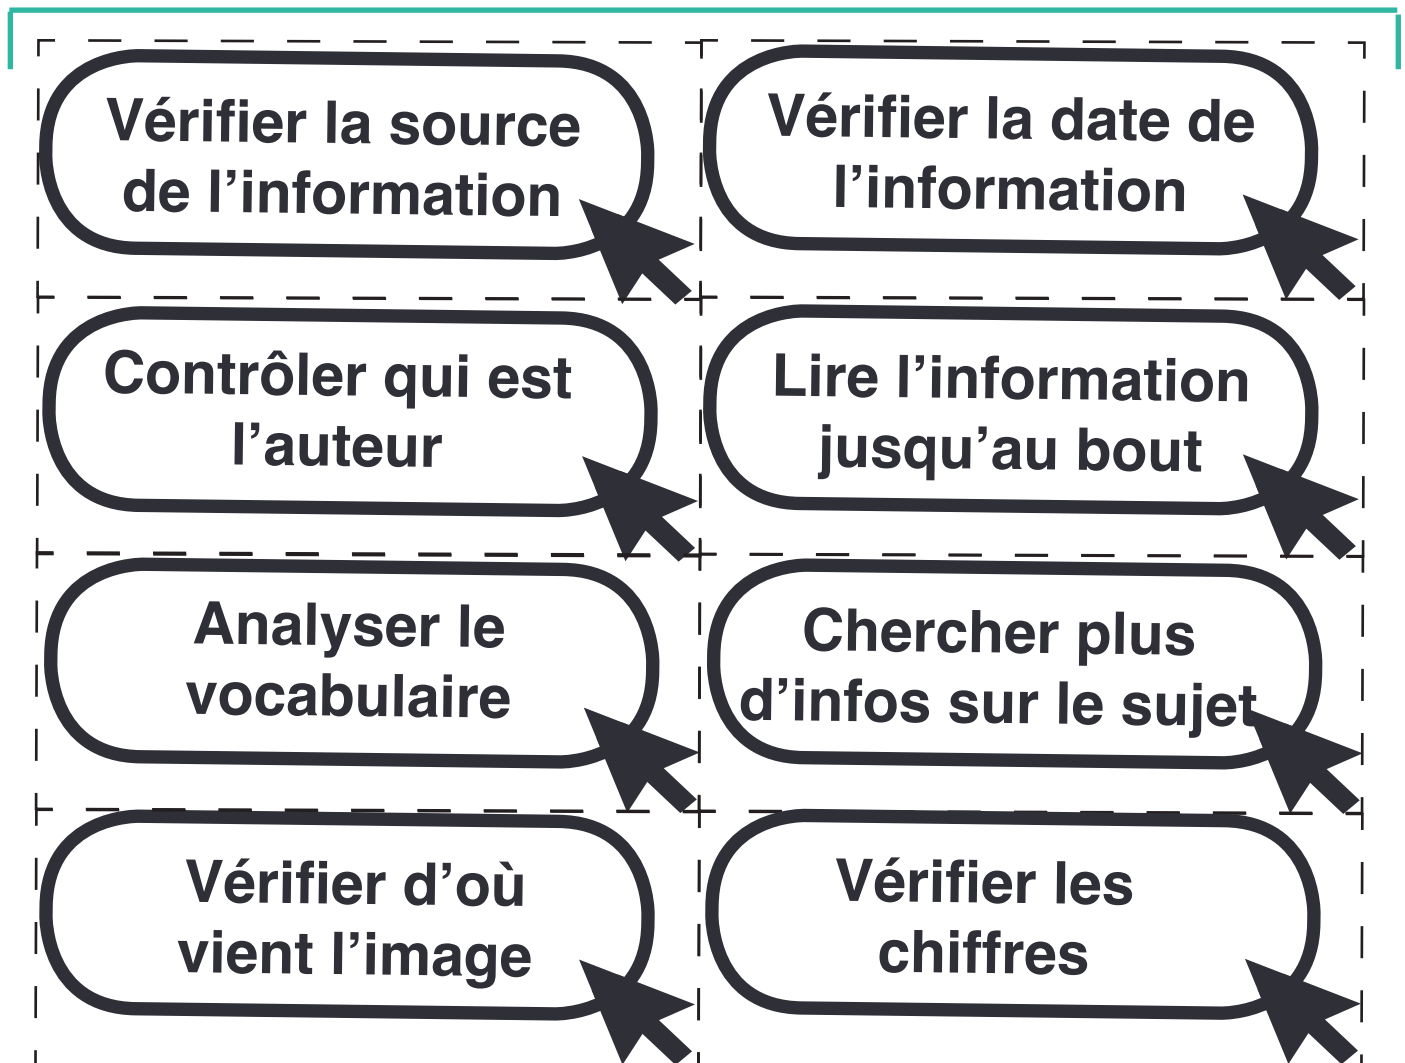 Vérifier la source
de l’information
Vérifier la date de
l’information
Contrôler qui est
l’auteur
Lire l’information
jusqu’au bout
Analyser le
vocabulaire
Chercher plus
d’infos sur le sujet
Vérifier d’où
vient l’image
Vérifier les
chiffres